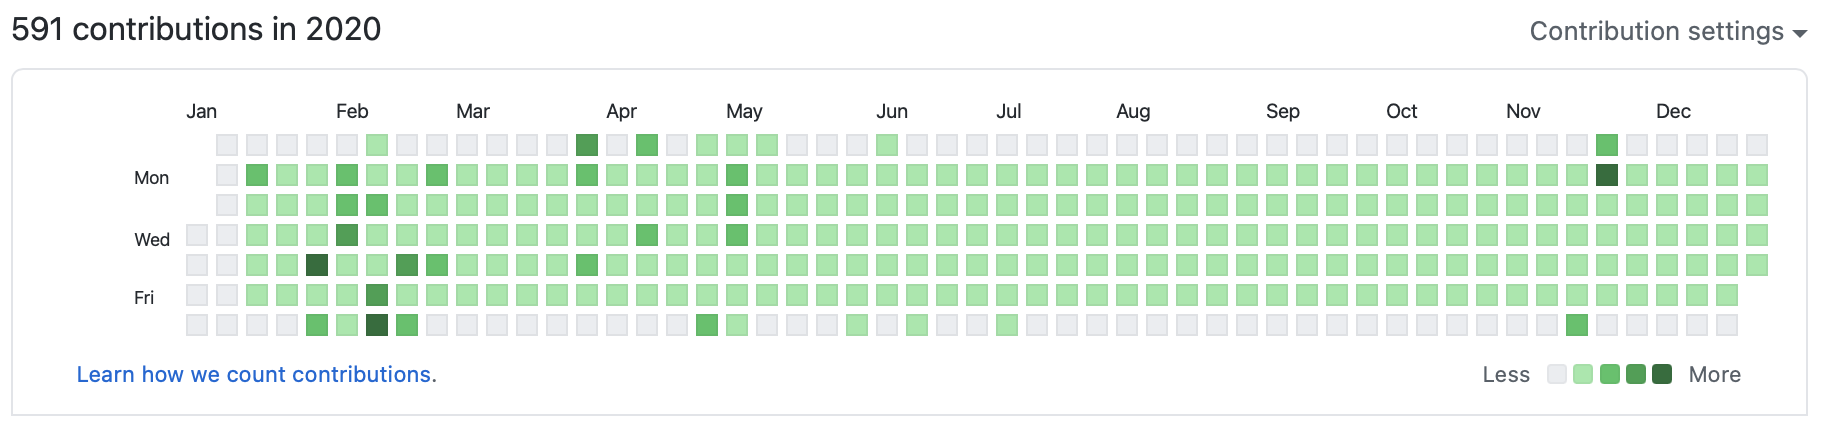 591 contributions in 2020
Contribution settings
Jan Feb Mar Apr May Jun Jul Aug Sep Oct Nov Dec
Mon
Wed
Fri
Learn how we count contributions.
Less More